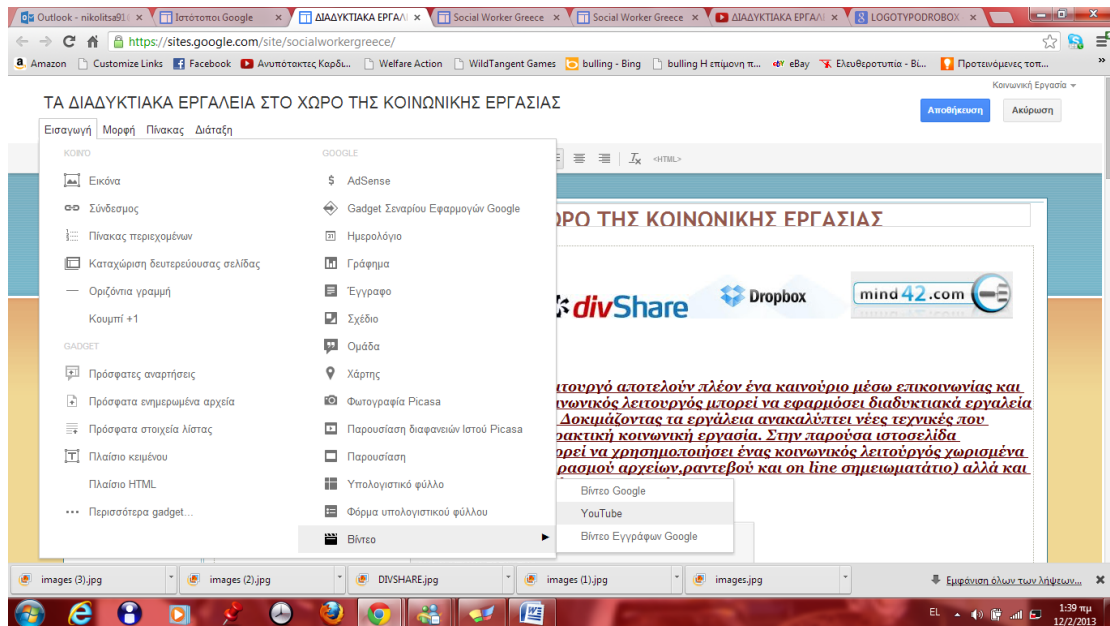 Outlook - nikolitsa91
Ιστότοποι Google
ΔΙΑΔΥΚΤΙΑΚΑ ΕΡΓΑΛ
Social Worker Greece
Social Worker Greece
ΔΙΑΔΥΚΤΙΑΚΑ ΕΡΓΑΛ
LOGOTYPODROBOX
https://sites.google.com/site/socialworkergreece/
Amazon Customize Links Facebook Ανυπότακτες Καρδι... Welfare Action WildTangent Games bulling - Bing bulling Η επίμονη π... eBay Ελευθεροτυπία - Βί... Προτεινόμενες τοπ... »
Κοινωνική Εργασία
ΤΑ ΔΙΑΔΥΚΤΙΑΚΑ ΕΡΓΑΛΕΙΑ ΣΤΟ ΧΩΡΟ ΤΗΣ ΚΟΙΝΩΝΙΚΗΣ ΕΡΓΑΣΙΑΣ
Αποθήκευση Ακύρωση
Εισαγωγή Μορφή Πίνακας Διάταξη
<HTML>
ΚΟΙΝΌ
Εικόνα
Σύνδεσμος
Πίνακας περιεχομένων
Καταχώριση δευτερεύουσας σελίδας
Οριζόντια γραμμή
Κουμπί +1
GADGET
Πρόσφατες αναρτήσεις
Πρόσφατα ενημερωμένα αρχεία
Πρόσφατα στοιχεία λίστας
Πλαίσιο κειμένου
Πλαίσιο HTML
Περισσότερα gadget...
GOOGLE
AdSense
Gadget Σεναρίου Εφαρμογών Google
Ημερολόγιο
Γράφημα
Έγγραφο
Σχέδιο
Ομάδα
Χάρτης
Φωτογραφία Picasa
Παρουσίαση διαφανειών Ιστού Picasa
Παρουσίαση
Υπολογιστικό φύλλο
Φόρμα υπολογιστικού φύλλου
Βίντεο
Βίντεο Google
YouTube
Βίντεο Εγγράφων Google
ΡΟ ΤΗΣ ΚΟΙΝΩΝΙΚΗΣ ΕΡΓΑΣΙΑΣ
divShare
Dropbox
mind42.com
ιτουργό αποτελούν πλέον ένα καινούριο μέσω επικοινωνίας και
νωνικός λειτουργός μπορεί να εφαρμόσει διαδυκτιακά εργαλεία
Δοκιμάζοντας τα εργάλεια ανακαλύπτει νέες τεχνικές που
ρακτική κοινωνική εργασία. Στην παρούσα ιστοσελίδα
ορεί να χρησιμοποιήσει ένας κοινωνικός λειτούργός χωρισμένα
ρασμού αρχείων,ραντεβού και on line σημειωματάτιο) αλλά και
images (3).jpg images (2).jpg DIVSHARE.jpg images (1).jpg images.jpg Εμφάνιση όλων των λήψεων...
EL
1:39 πμ
12/2/2013